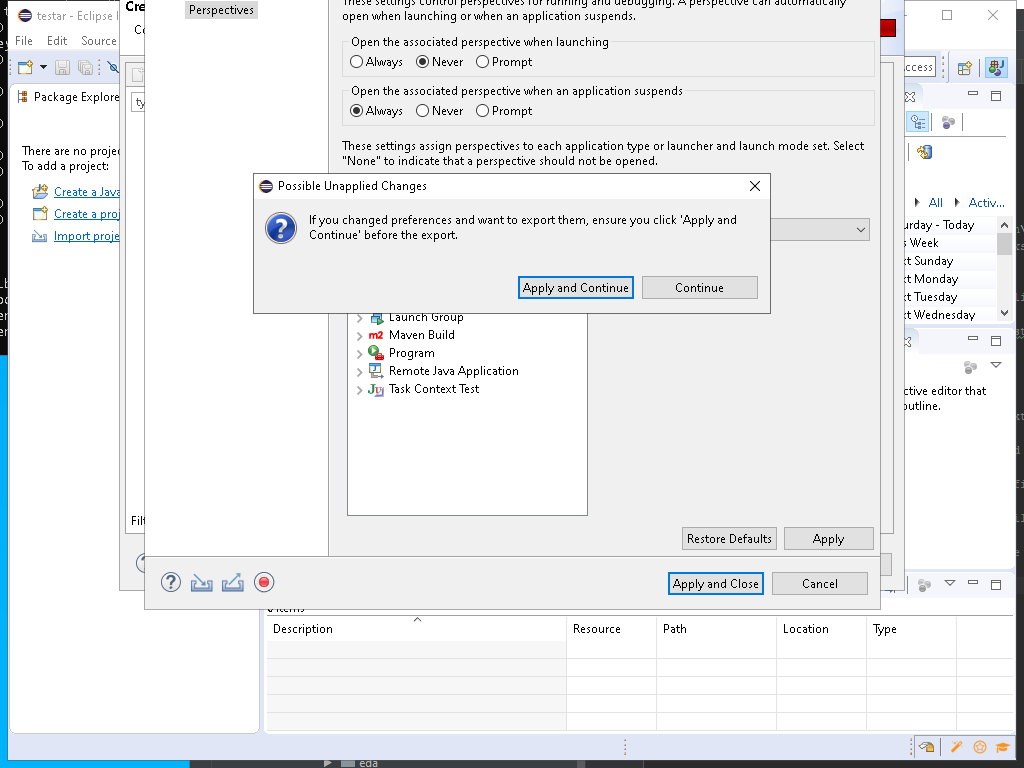 testar - Eclipse I
File Edit Source
Package Explore
There are no projec
To add a project:
Create a Java
Create a proj
Import proje
Cre
Perspectives
These settings control perspectives for running and debugging. A perspective can automatically
open when launching or when an application suspends.
Open the associated perspective when launching
Always Never Prompt
Open the associated perspective when an application suspends
Always Never Prompt
These settings assign perspectives to each application type or launcher and launch mode set. Select
"None" to indicate that a perspective should not be opened.
Possible Unapplied Changes
If you changed preferences and want to export them, ensure you click 'Apply and
Continue' before the export.
Apply and Continue Continue
Launch Group
Maven Build
Program
Remote Java Application
Task Context Test
Restore Defaults Apply
Apply and Close Cancel
ccess
All Activ...
urday - Today
s Week
xt Sunday
xt Monday
xt Tuesday
xt Wednesday
ctive editor that
outline.
Filt
Description Resource Path Location Type
eda